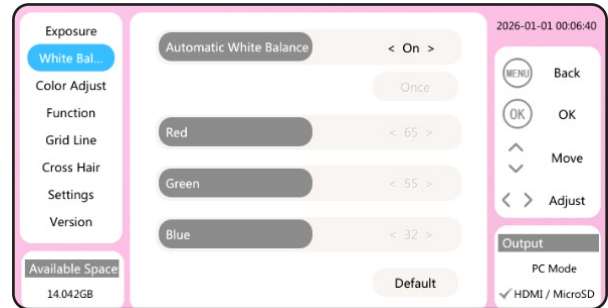 Exposure
White Bal...
Color Adjust
Function
Grid Line
Cross Hair
Settings
Version
Available Space:
14.042GB
Automatic White Balance < On >
Once
Red < 65 >
Green < 55 >
Blue < 32 >
Default
2026-01-01 00:06:40
MENU Back
OK OK
Move
< > Adjust
Output
PC Mode
✓ HDMI / MicroSD